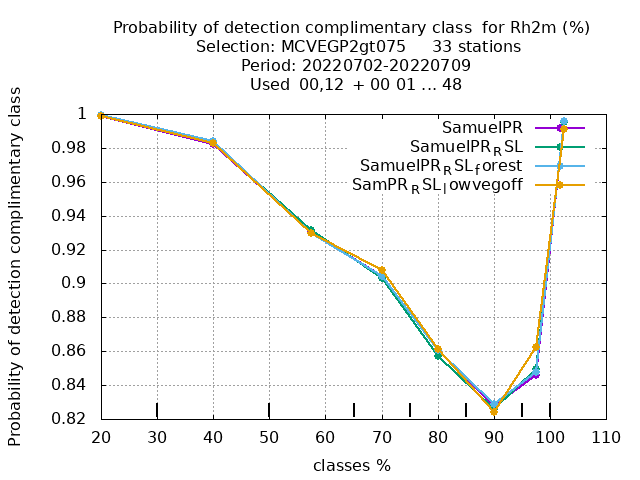 Probability of detection complimentary class  for Rh2m (%)
Selection: MCVEGP2gt075     33 stations
Period: 20220702-20220709
Used  00,12  + 00 01 ... 48
Probability of detection complimentary class
1
0.98
0.96
0.94
0.92
0.9
0.88
0.86
0.84
0.82
SamuelPR
SamuelPR_RSL
SamuelPR_RSL_forest
SamPR_RSL_lowvegoff
20 30 40 50 60 70 80 90 100 110
classes %